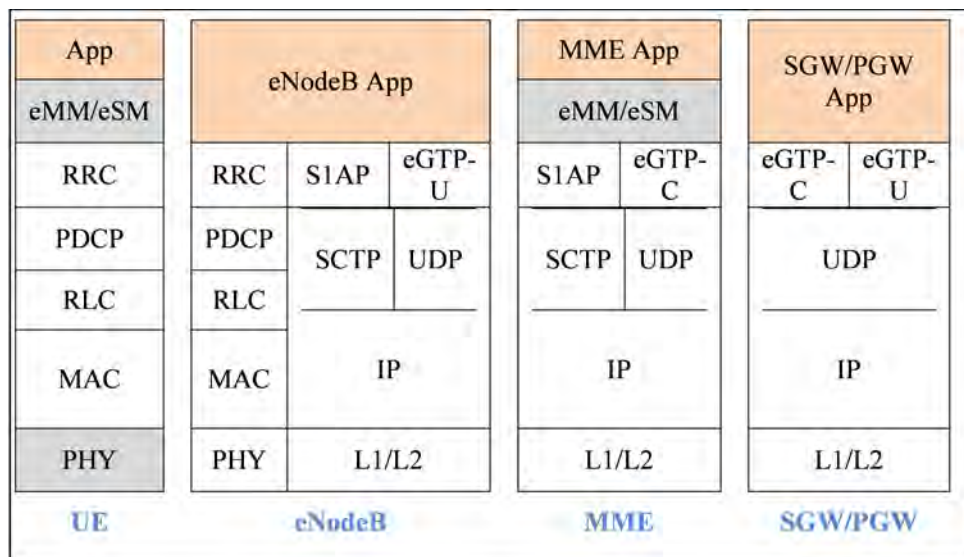 App
eMM/eSM
RRC
PDCP
RLC
MAC
PHY
UE
eNodeB App
RRC
S1AP
eGTP-
U
PDCP
SCTP
UDP
RLC
MAC
IP
PHY
L1/L2
eNodeB
MME App
eMM/eSM
S1AP
eGTP-
C
SCTP
UDP
IP
L1/L2
MME
SGW/PGW
App
eGTP-
C
eGTP-
U
UDP
IP
L1/L2
SGW/PGW